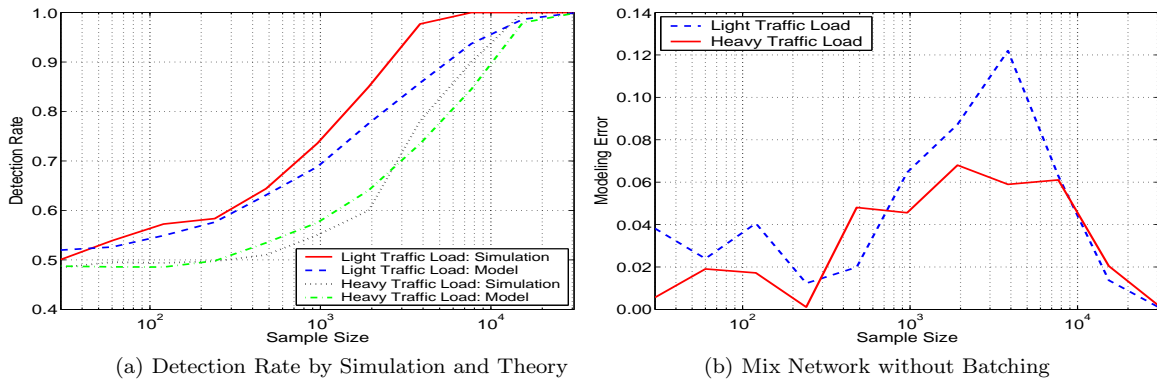 1.0
0.9
0.8
0.7
0.6
0.5
0.4
Detection Rate
Light Traffic Load: Simulation
Light Traffic Load: Model
Heavy Traffic Load: Simulation
Heavy Traffic Load: Model
10^2
10^3
10^4
Sample Size
(a) Detection Rate by Simulation and Theory
0.14
0.12
0.10
0.08
0.06
0.04
0.02
0.00
Modeling Error
Light Traffic Load
Heavy Traffic Load
10^2
10^3
10^4
Sample Size
(b) Mix Network without Batching